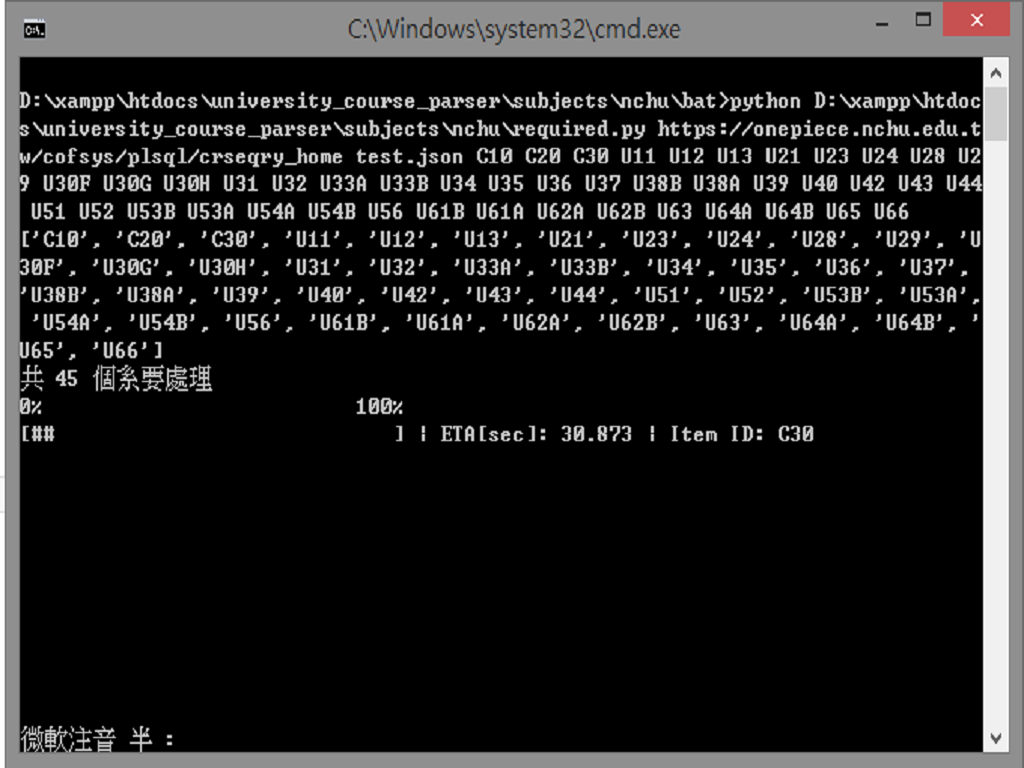 C:\Windows\system32\cmd.exe
D:\xampp\htdocs\university_course_parser\subjects\nchu\bat>python D:\xampp\htdoc
s\university_course_parser\subjects\nchu\required.py https://onepiece.nchu.edu.t
w/cofsys/plsql/crseqry_home test.json C10 C20 C30 U11 U12 U13 U21 U23 U24 U28 U2
9 U30F U30G U30H U31 U32 U33A U33B U34 U35 U36 U37 U38B U38A U39 U40 U42 U43 U44
 U51 U52 U53B U53A U54A U54B U56 U61B U61A U62A U62B U63 U64A U64B U65 U66
['C10', 'C20', 'C30', 'U11', 'U12', 'U13', 'U21', 'U23', 'U24', 'U28', 'U29', 'U
30F', 'U30G', 'U30H', 'U31', 'U32', 'U33A', 'U33B', 'U34', 'U35', 'U36', 'U37',
'U38B', 'U38A', 'U39', 'U40', 'U42', 'U43', 'U44', 'U51', 'U52', 'U53B', 'U53A',
 'U54A', 'U54B', 'U56', 'U61B', 'U61A', 'U62A', 'U62B', 'U63', 'U64A', 'U64B', '
U65', 'U66']
共 45 個系要處理
0%                          100%
[##                            ] | ETA[sec]: 30.873 | Item ID: C30
微軟注音 半 :